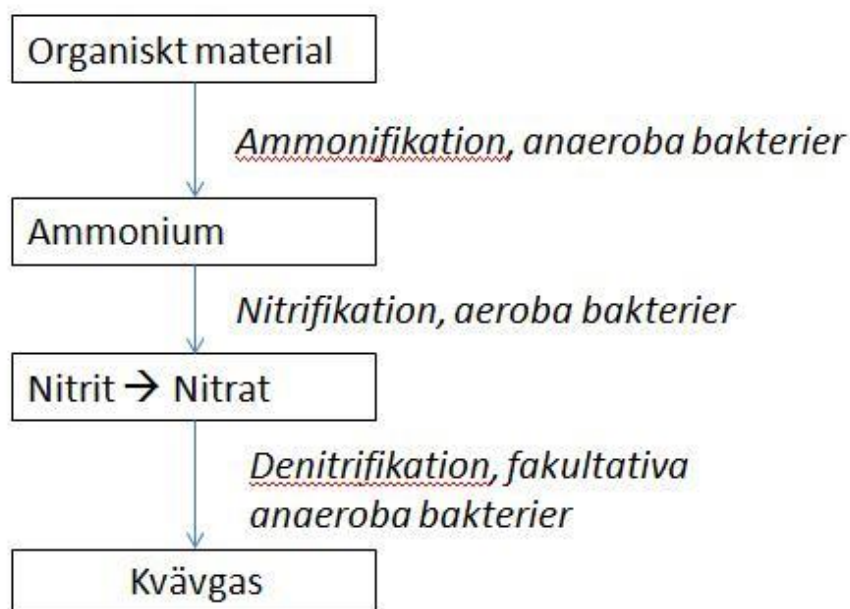 Organiskt material
Ammonifikation, anaeroba bakterier
Ammonium
Nitrifikation, aeroba bakterier
Nitrit → Nitrat
Denitrifikation, fakultativa
anaeroba bakterier
Kvävgas